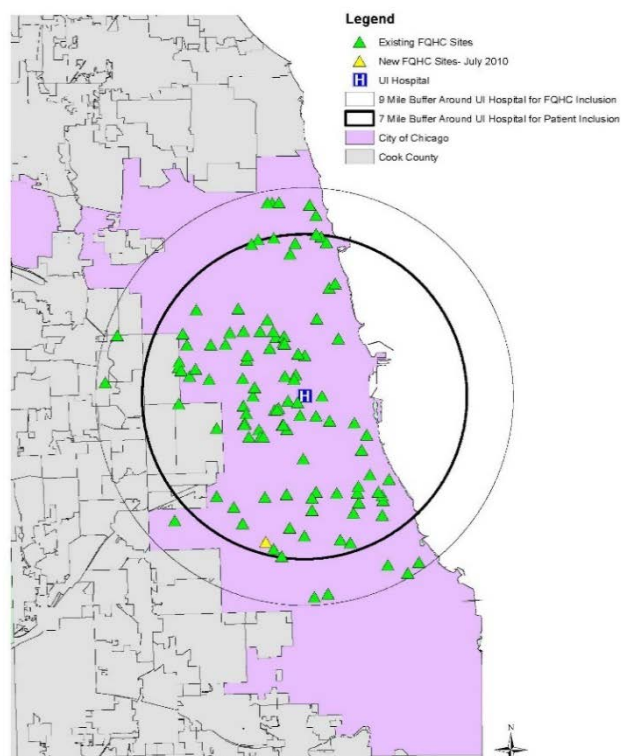 Legend
Existing FQHC Sites
New FQHC Sites- July 2010
H UI Hospital
9 Mile Buffer Around UI Hospital for FQHC Inclusion
7 Mile Buffer Around UI Hospital for Patient Inclusion
City of Chicago
Cook County
H
N